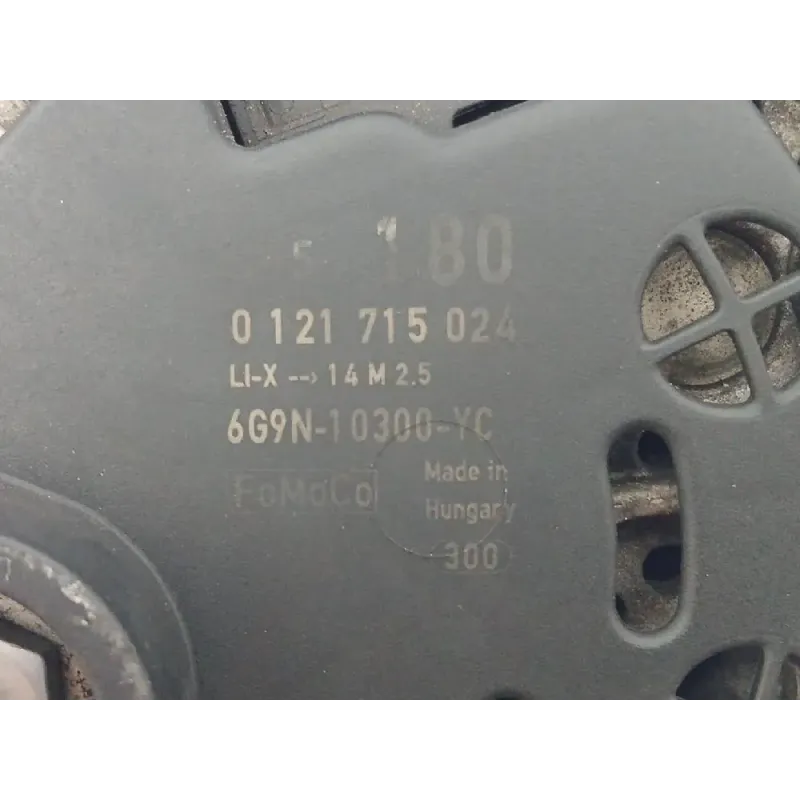 180
0 121 715 024
LI-X --> 14 M 2.5
6G9N-10300-YC
FoMoCo
Made in
Hungary
300